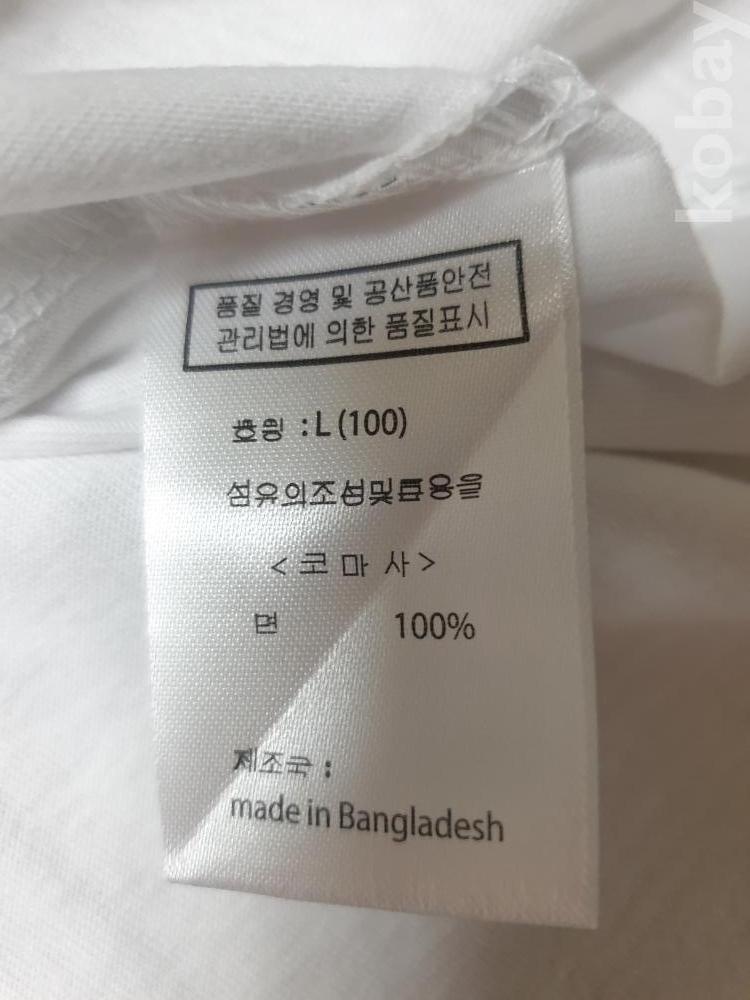 kobay
품질 경영 및 공산품안전
관리법에 의한 품질표시
호칭 : L (100)
섬유의조성및혼용율
< 코 마 사 >
면 100%
제조국 :
made in Bangladesh